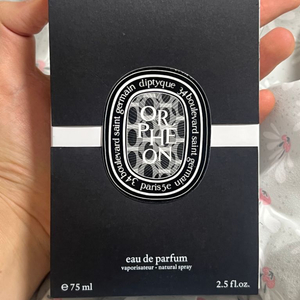 diptyque 34 boulevard saint germain
34 boulevard saint germain
paris 5e
OR
PHE
ON
eau de parfum
vaporisateur - natural spray
℮ 75 ml
2.5 fl.oz.